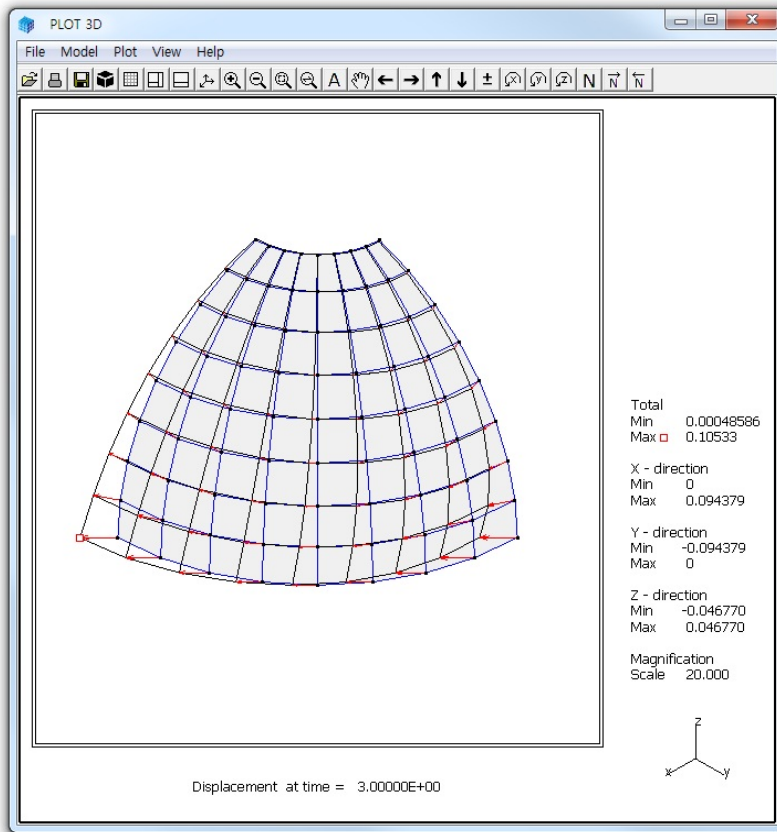 PLOT 3D
File Model Plot View Help
A ± x y z N N N
Total
Min 0.00048586
Max 0.10533
X - direction
Min 0
Max 0.094379
Y - direction
Min -0.094379
Max 0
Z - direction
Min -0.046770
Max 0.046770
Magnification
Scale 20.000
z
x y
Displacement at time = 3.00000E+00